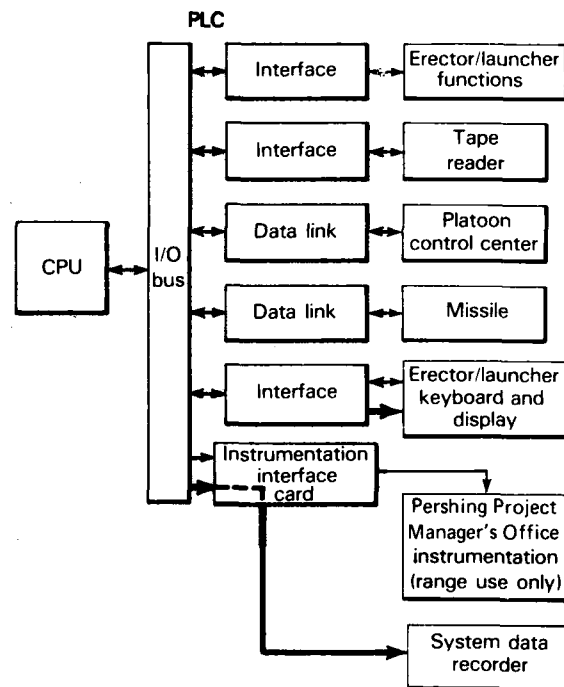 PLC
Interface
Erector/launcher
functions
Interface
Tape
reader
CPU
I/O
bus
Data link
Platoon
control center
Data link
Missile
Interface
Erector/launcher
keyboard and
display
Instrumentation
interface
card
Pershing Project
Manager's Office
instrumentation
(range use only)
System data
recorder